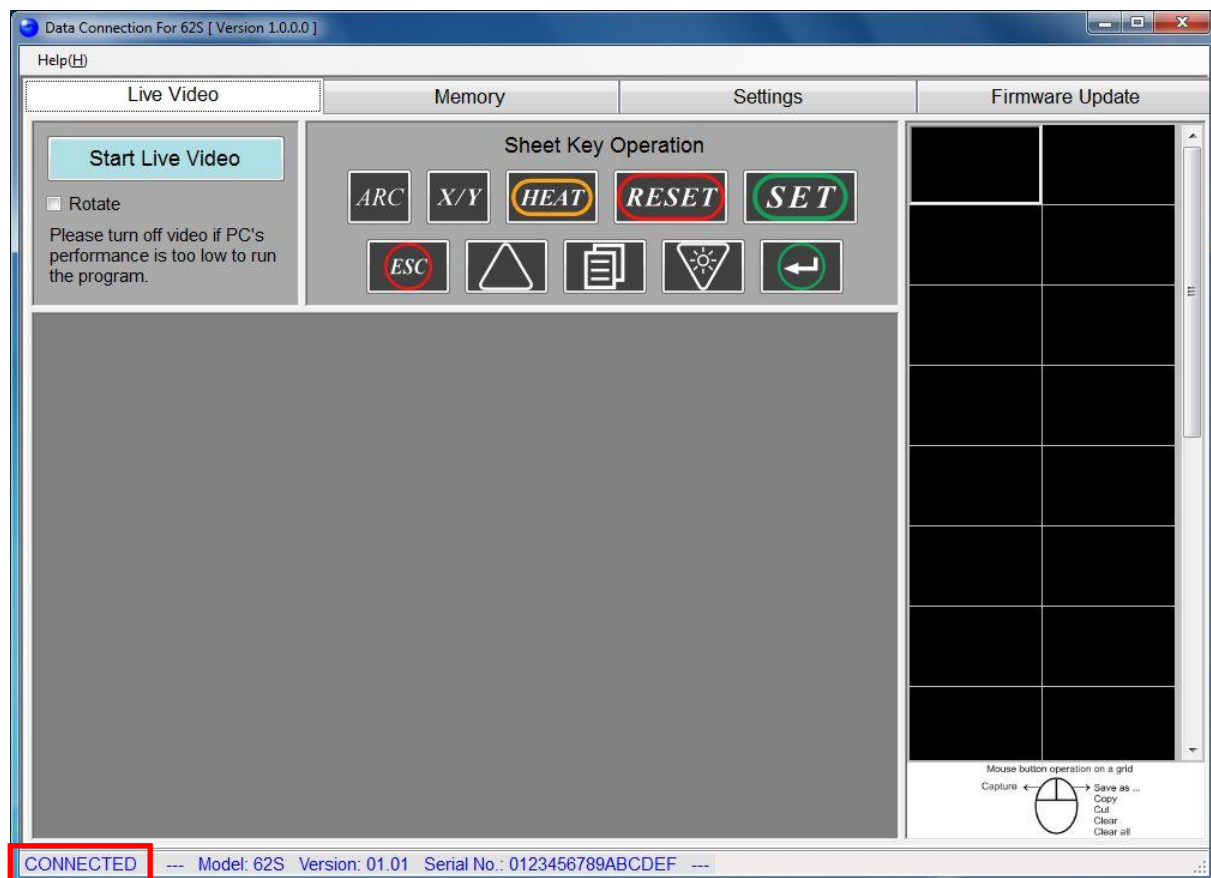 Data Connection For 62S [ Version 1.0.0.0 ]
Help(H)
Live Video Memory Settings Firmware Update
Start Live Video
Rotate
Please turn off video if PC's
performance is too low to run
the program.
Sheet Key Operation
ARC X/Y HEAT RESET SET
ESC
Mouse button operation on a grid
Capture
Save as ...
Copy
Cut
Clear
Clear all
CONNECTED --- Model: 62S Version: 01.01 Serial No.: 0123456789ABCDEF ---